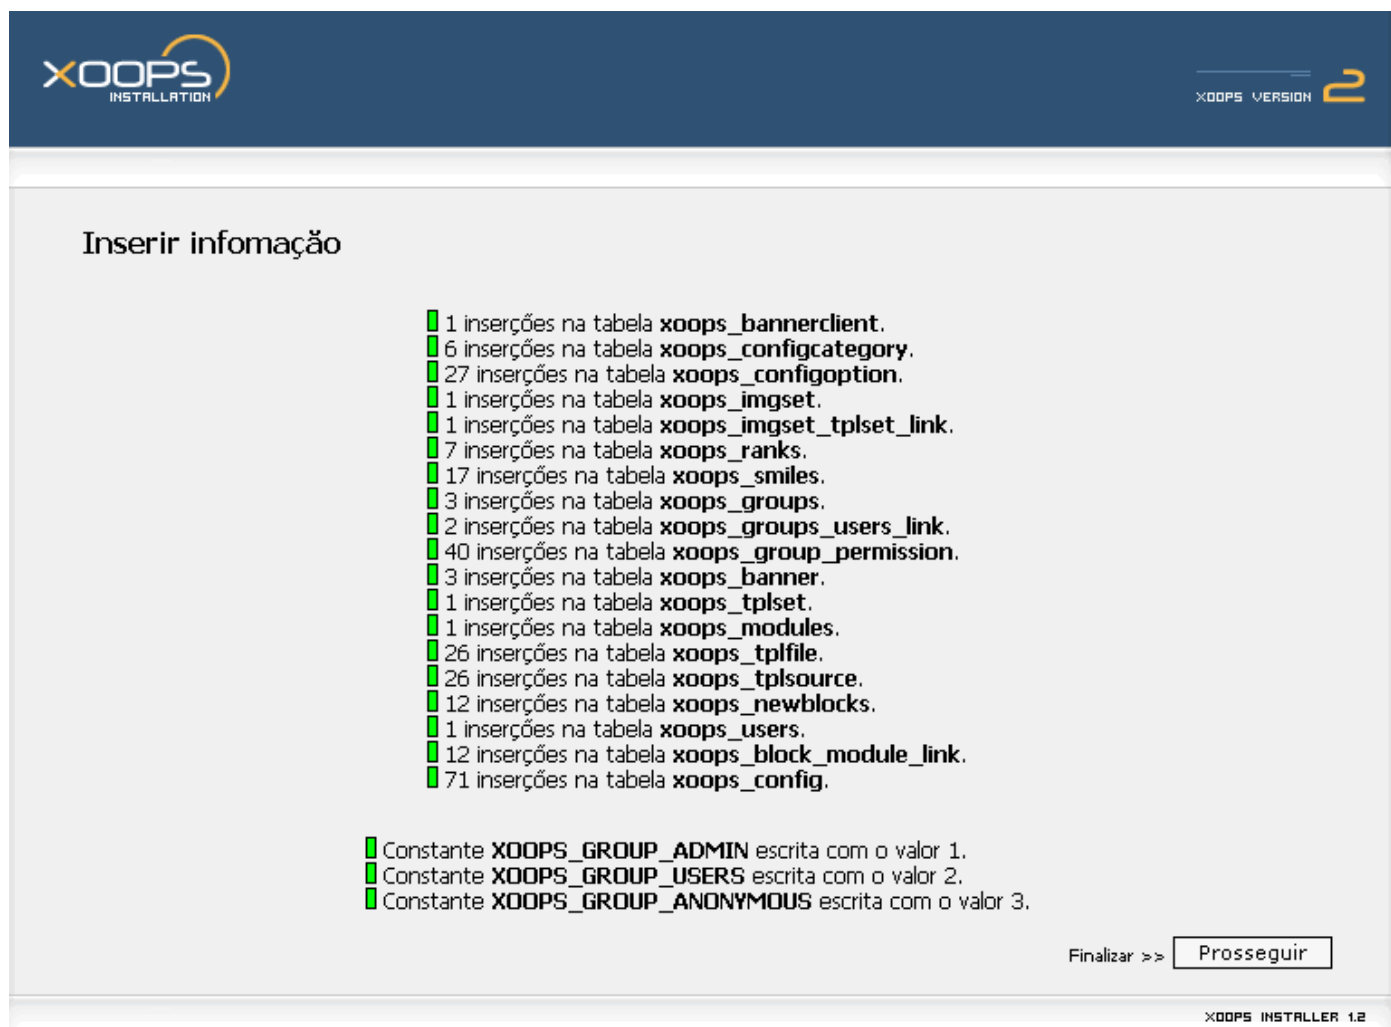 XOOPS
INSTALLATION
XOOPS VERSION 2
Inserir infomação
1 inserções na tabela xoops_bannerclient.
6 inserções na tabela xoops_configcategory.
27 inserções na tabela xoops_configoption.
1 inserções na tabela xoops_imgset.
1 inserções na tabela xoops_imgset_tplset_link.
7 inserções na tabela xoops_ranks.
17 inserções na tabela xoops_smiles.
3 inserções na tabela xoops_groups.
2 inserções na tabela xoops_groups_users_link.
40 inserções na tabela xoops_group_permission.
3 inserções na tabela xoops_banner.
1 inserções na tabela xoops_tplset.
1 inserções na tabela xoops_modules.
26 inserções na tabela xoops_tplfile.
26 inserções na tabela xoops_tplsource.
12 inserções na tabela xoops_newblocks.
1 inserções na tabela xoops_users.
12 inserções na tabela xoops_block_module_link.
71 inserções na tabela xoops_config.
Constante XOOPS_GROUP_ADMIN escrita com o valor 1.
Constante XOOPS_GROUP_USERS escrita com o valor 2.
Constante XOOPS_GROUP_ANONYMOUS escrita com o valor 3.
Finalizar >> Prosseguir
XOOPS INSTALLER 1.2